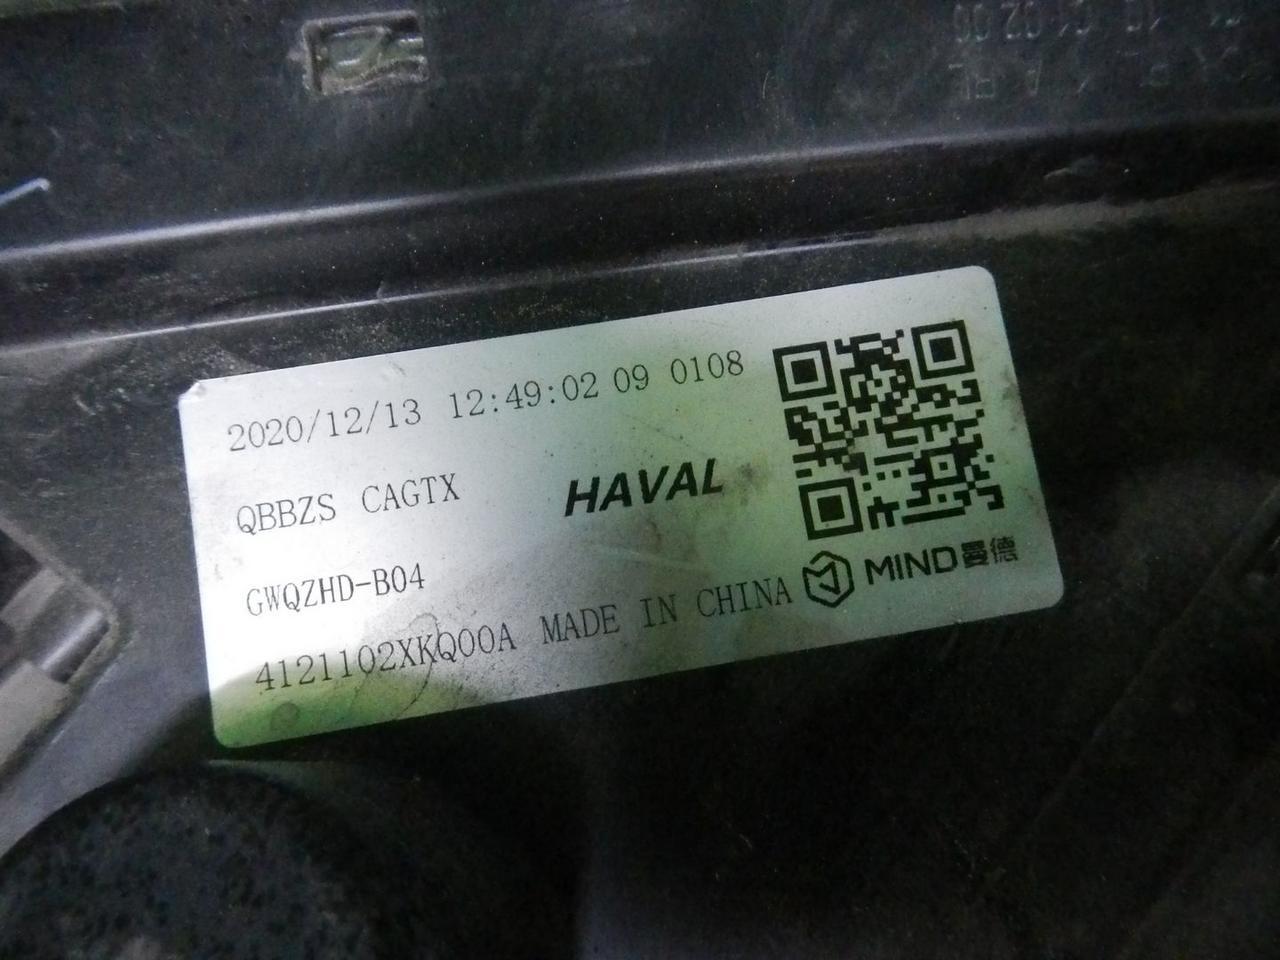 2020/12/13 12:49:02 09 0108
QBBZS CAGTX
HAVAL
GWQZHD-B04
4121102XKQ00A MADE IN CHINA
MIND曼德